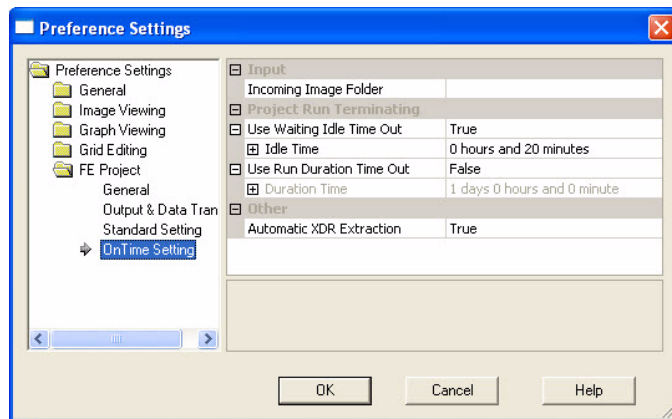 Preference Settings
Preference Settings
General
Image Viewing
Graph Viewing
Grid Editing
FE Project
General
Output & Data Tran
Standard Setting
OnTime Setting
Input
Incoming Image Folder
Project Run Terminating
Use Waiting Idle Time Out True
Idle Time 0 hours and 20 minutes
Use Run Duration Time Out False
Duration Time 1 days 0 hours and 0 minute
Other
Automatic XDR Extraction True
OK Cancel Help